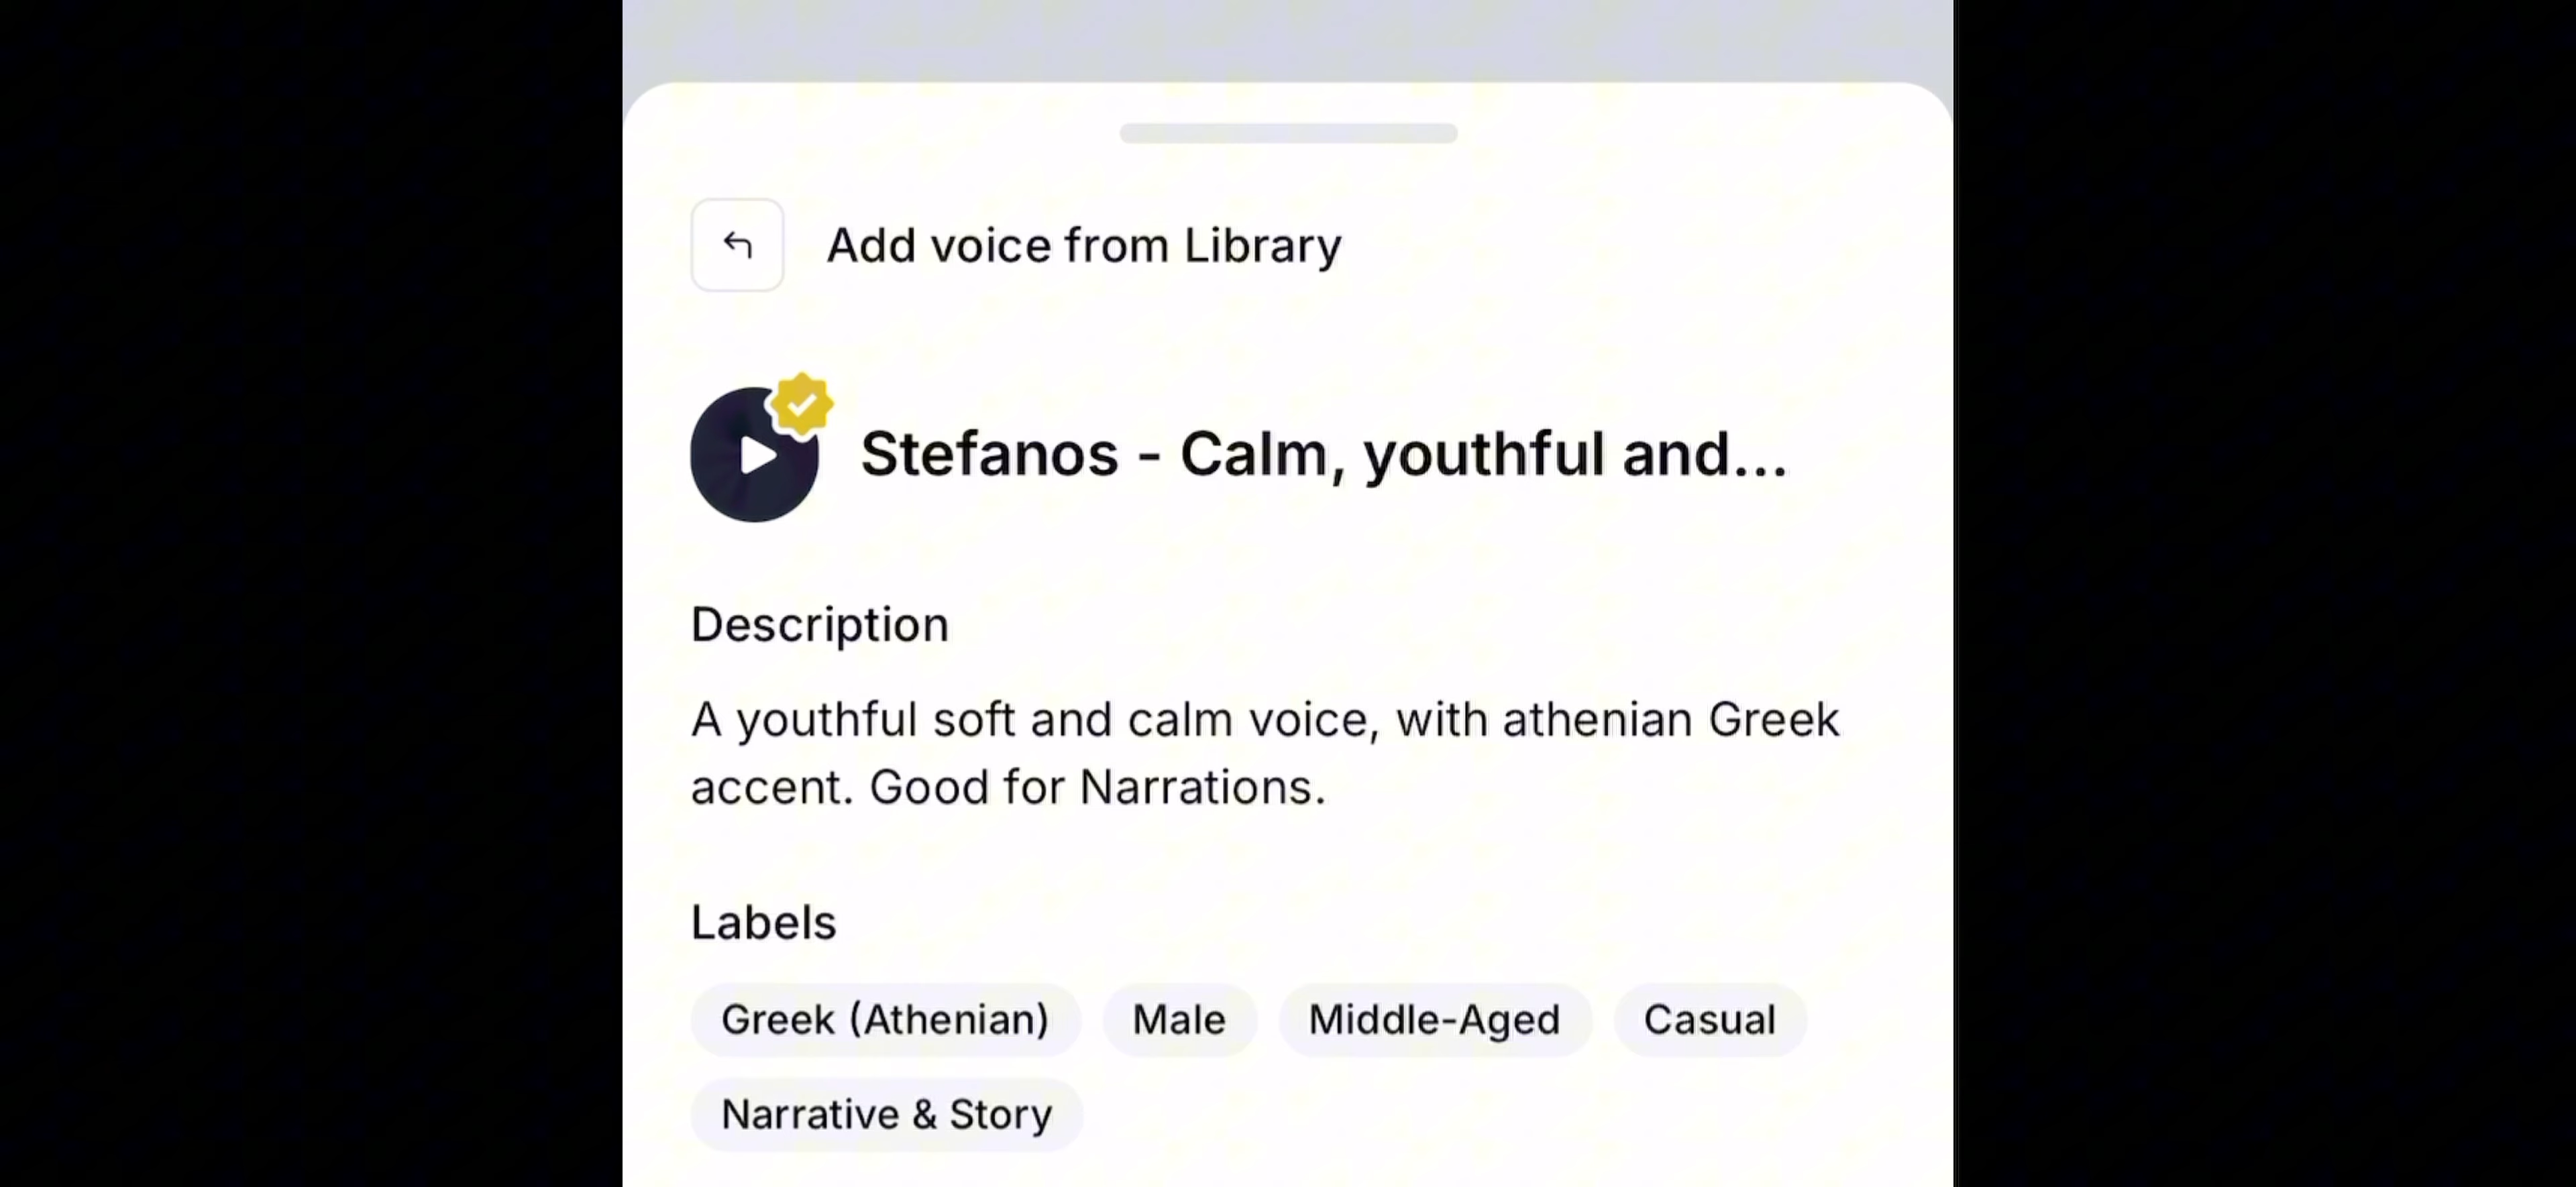 Add voice from Library
Stefanos - Calm, youthful and...
Description
A youthful soft and calm voice, with athenian Greek
accent. Good for Narrations.
Labels
Greek (Athenian) Male Middle-Aged Casual
Narrative & Story